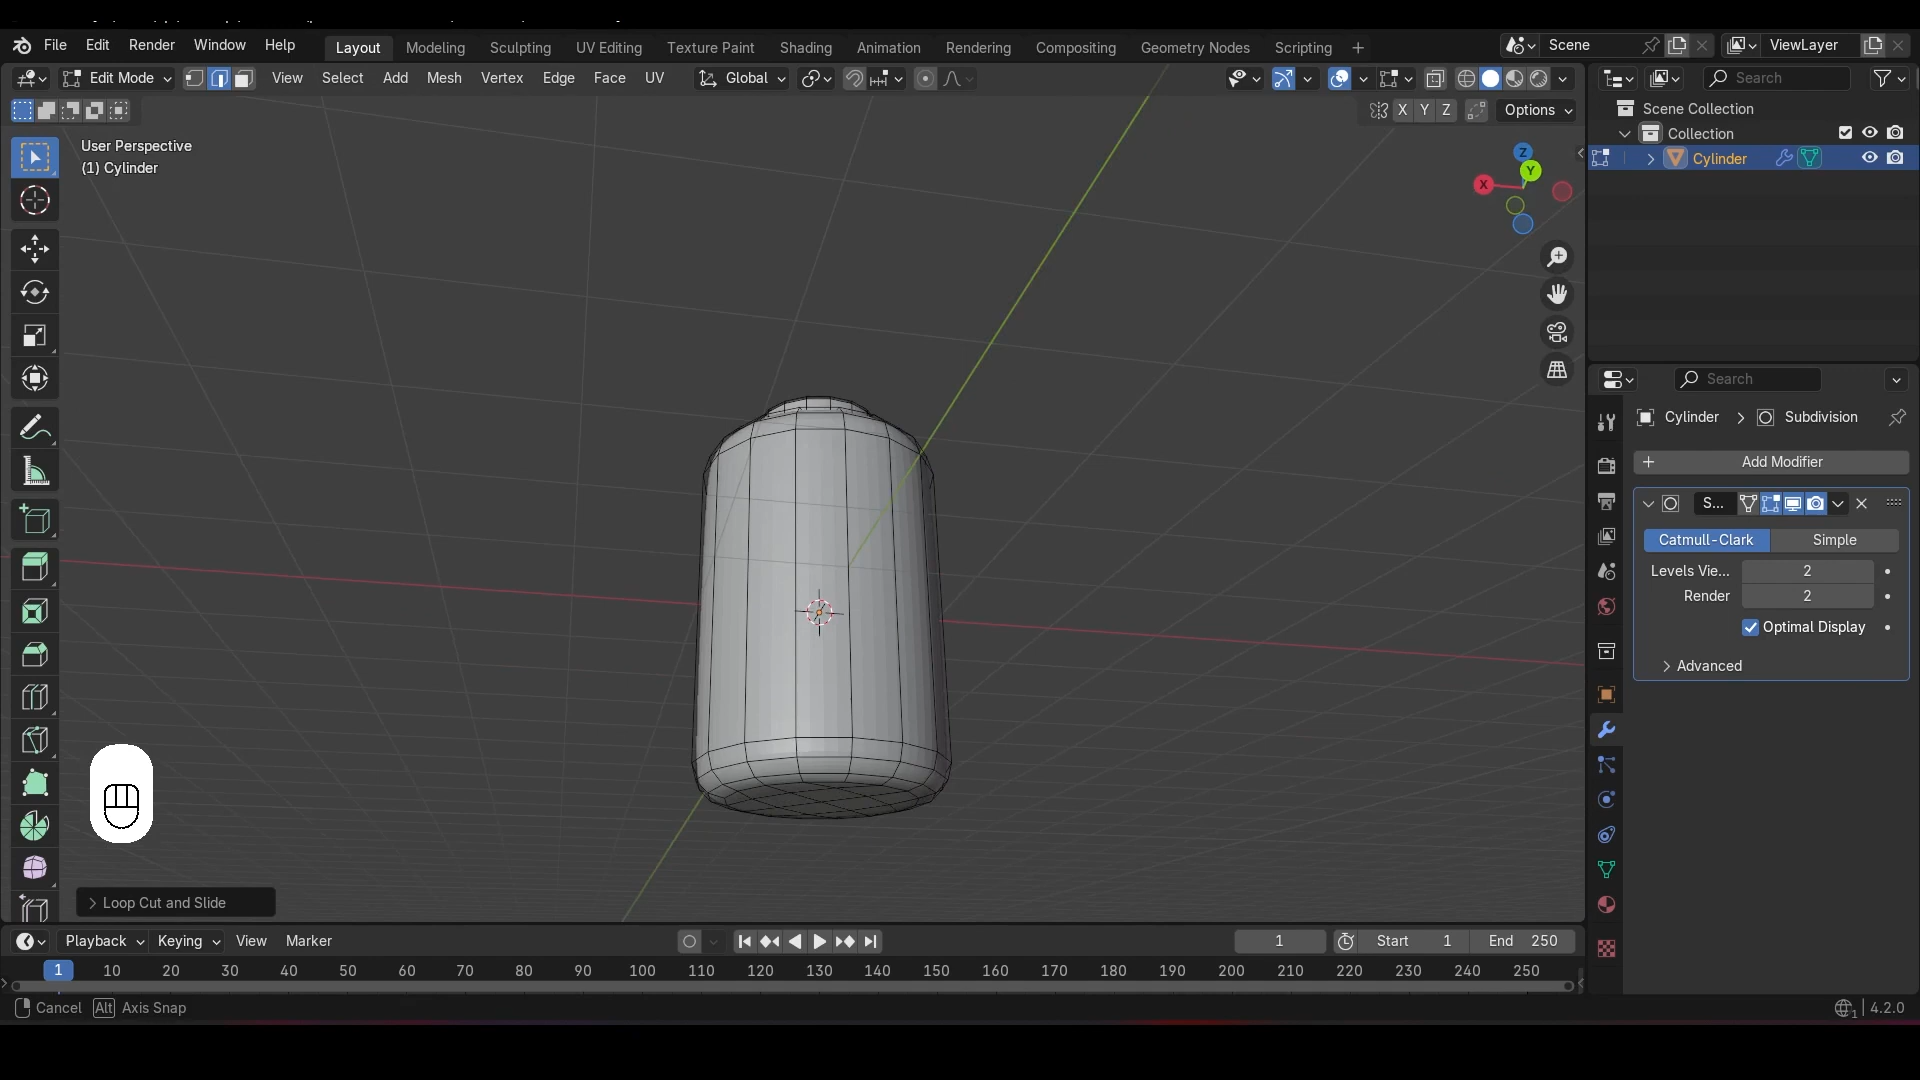 File Edit Render Window Help Layout Modeling Sculpting UV Editing Texture Paint Shading Animation Rendering Compositing Geometry Nodes Scripting + Scene ViewLayer
Edit Mode View Select Add Mesh Vertex Edge Face UV Global Search
X Y Z Options
User Perspective
(1) Cylinder
Z
Y
X
Scene Collection
Collection
Cylinder
Search
Cylinder > Subdivision
+ Add Modifier
S...
Catmull-Clark Simple
Levels Vie... 2
Render 2
Optimal Display
Advanced
Loop Cut and Slide
Playback Keying View Marker 1 Start 1 End 250
1 10 20 30 40 50 60 70 80 90 100 110 120 130 140 150 160 170 180 190 200 210 220 230 240 250
Cancel Alt Axis Snap 1 4.2.0